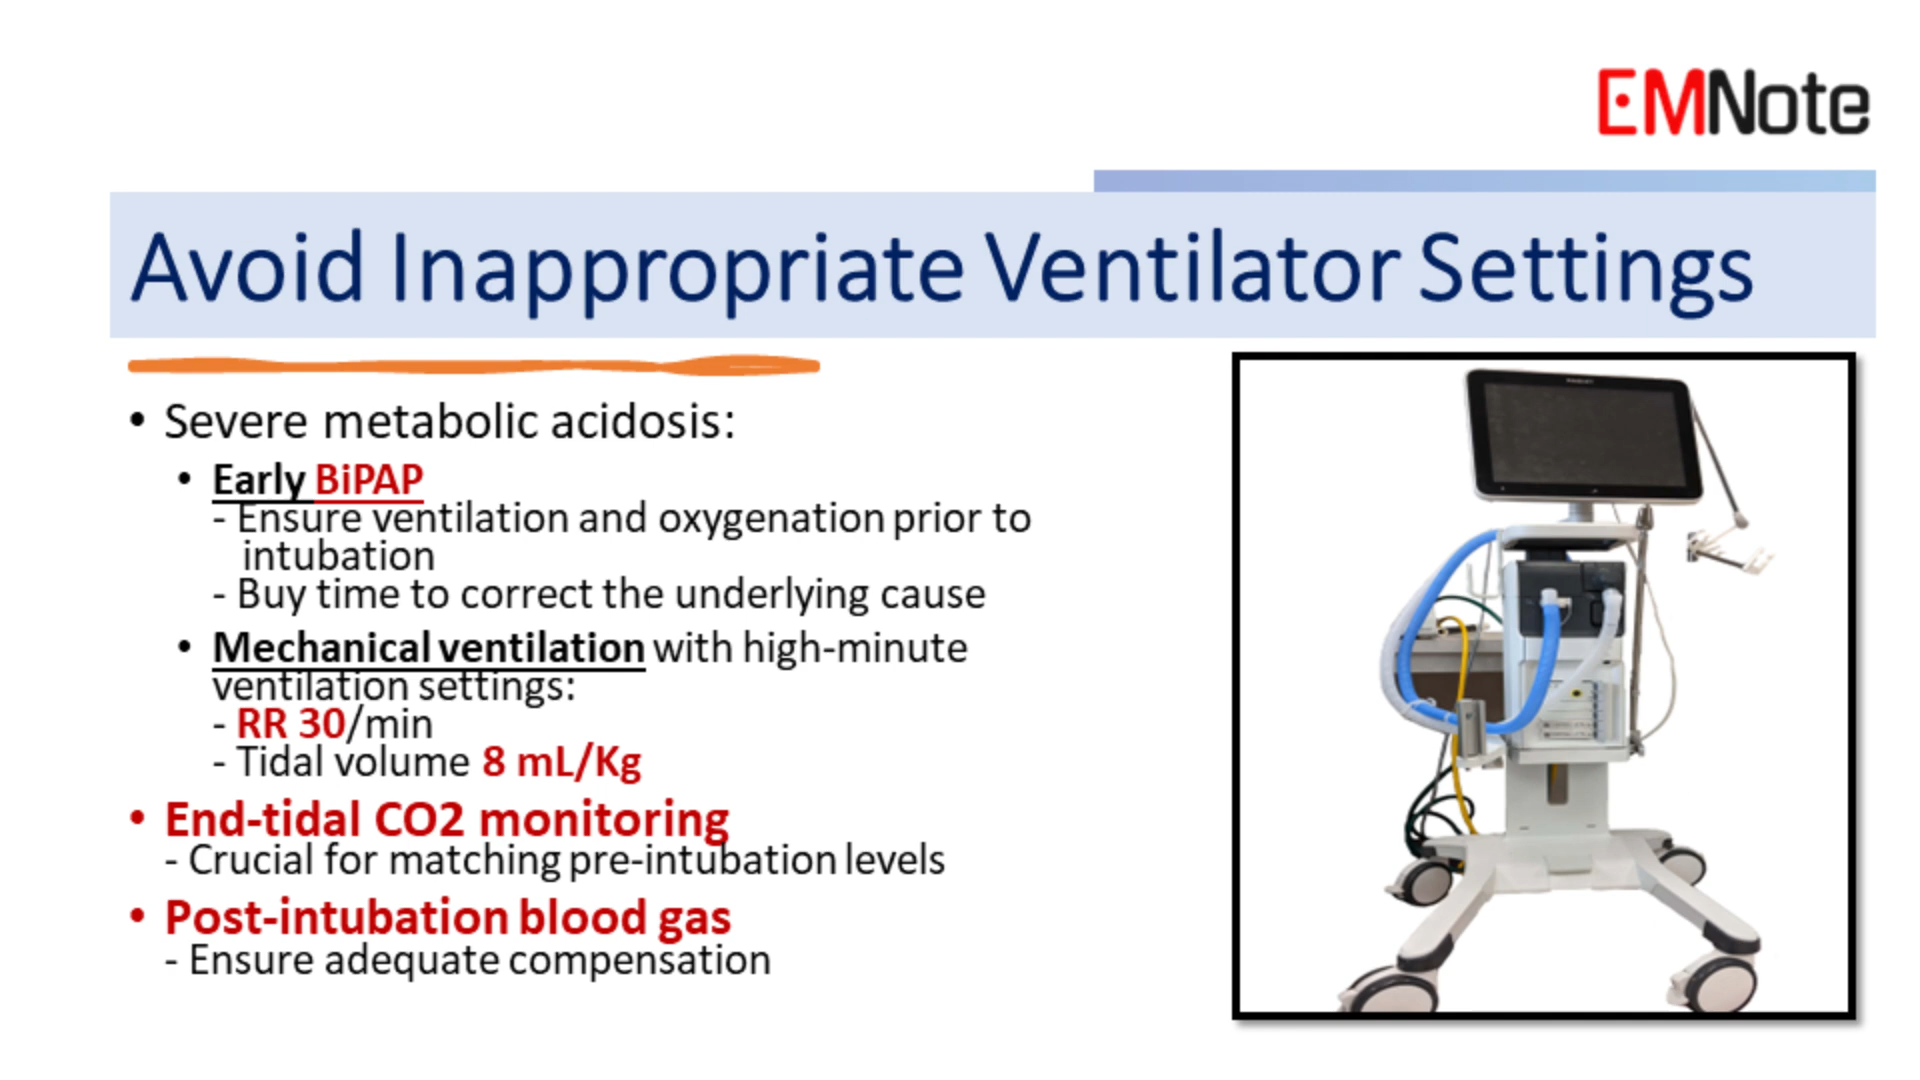 EMNote
Avoid Inappropriate Ventilator Settings
• Severe metabolic acidosis:
• Early BiPAP
- Ensure ventilation and oxygenation prior to
intubation
- Buy time to correct the underlying cause
• Mechanical ventilation with high-minute
ventilation settings:
- RR 30/min
- Tidal volume 8 mL/Kg
• End-tidal CO2 monitoring
- Crucial for matching pre-intubation levels
• Post-intubation blood gas
- Ensure adequate compensation